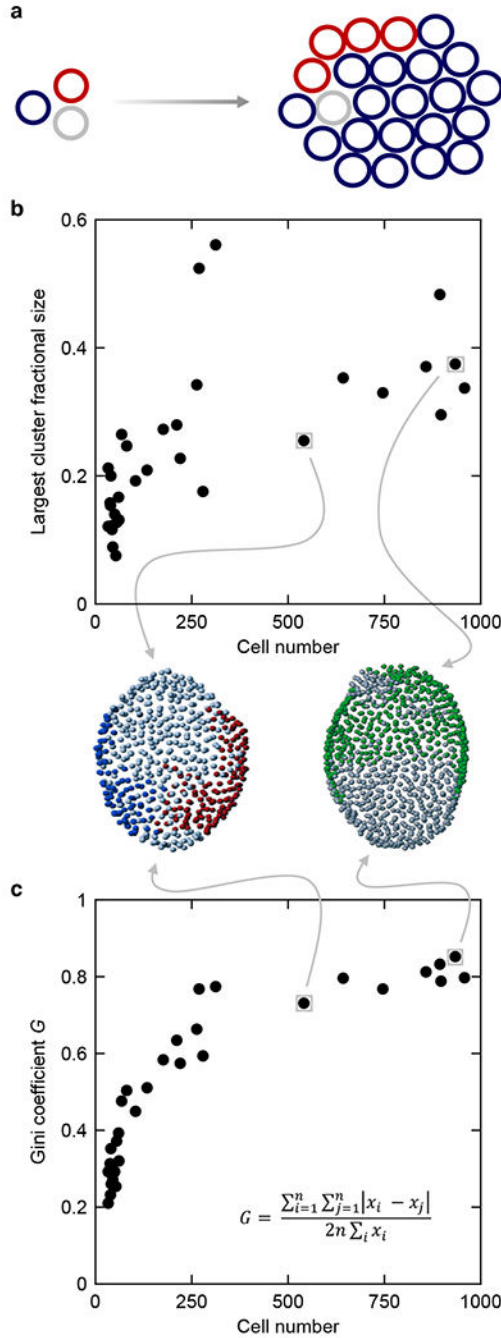 a
b
0.6
0.4
0.2
0
Largest cluster fractional size
0 250 500 750 1000
Cell number
c
1
0.8
0.6
0.4
0.2
0
Gini coefficient G
G = \frac{\sum_{i=1}^{n} \sum_{j=1}^{n} |x_i - x_j|}{2n \sum_i x_i}
0 250 500 750 1000
Cell number